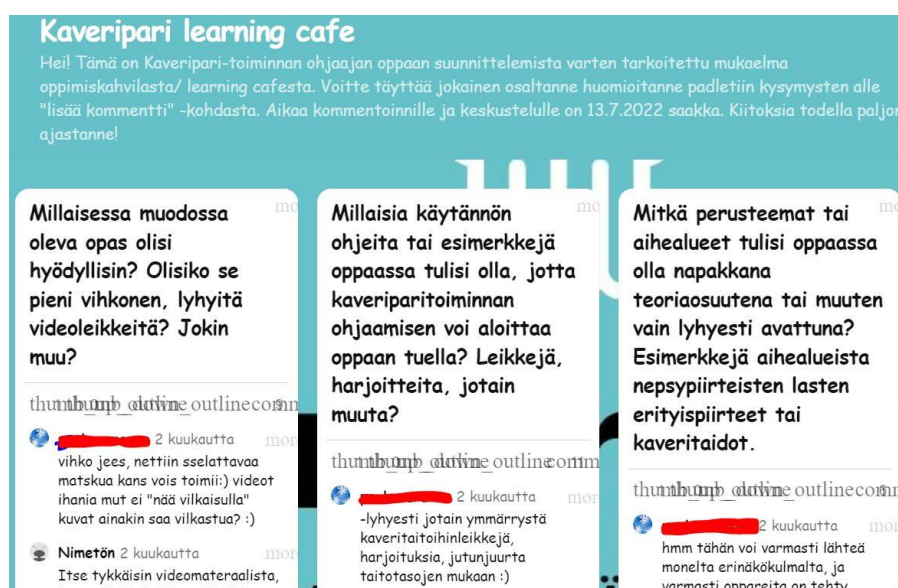 Kaveripari learning cafe
Hei! Tämä on Kaveripari-toiminnan ohjaajan oppaan suunnittelemista varten tarkoitettu mukaelma
oppimiskahvilasta/ learning cafesta. Voitte täyttää jokainen osaltanne huomioitanne padletiin kysymysten alle
"lisää kommentti" -kohdasta. Aikaa kommentoinnille ja keskustelulle on 13.7.2022 saakka. Kiitoksia todella paljon
ajastanne!
Millaisessa muodossa
oleva opas olisi
hyödyllisin? Olisiko se
pieni vihkonen, lyhyitä
videoleikkeitä? Jokin
muu?
2 kuukautta
vihko jees, nettiin sselattavaa
matskua kans vois toimii:) videot
ihania mut ei "nää vilkaisulla"
kuvat ainakin saa vilkastua? :)
Nimetön 2 kuukautta
Itse tykkäisin videomateraalista,
Millaisia käytännön
ohjeita tai esimerkkejä
oppaassa tulisi olla, jotta
kaveriparitoiminnan
ohjaamisen voi aloittaa
oppaan tuella? Leikkejä,
harjoitteita, jotain
muuta?
2 kuukautta
-lyhyesti jotain ymmärrystä
kaveritaitoihinleikkejä,
harjoituksia, jutunjuurta
taitotasojen mukaan :)
Mitkä perusteemat tai
aihealueet tulisi oppaassa
olla napakkana
teoriaosuutena tai muuten
vain lyhyesti avattuna?
Esimerkkejä aihealueista
nepsypiirteisten lasten
erityispiirteet tai
kaveritaidot.
2 kuukautta
hmm tähän voi varmasti lähteä
monelta erinäkökulmalta, ja
varmasti oppareita on tehty